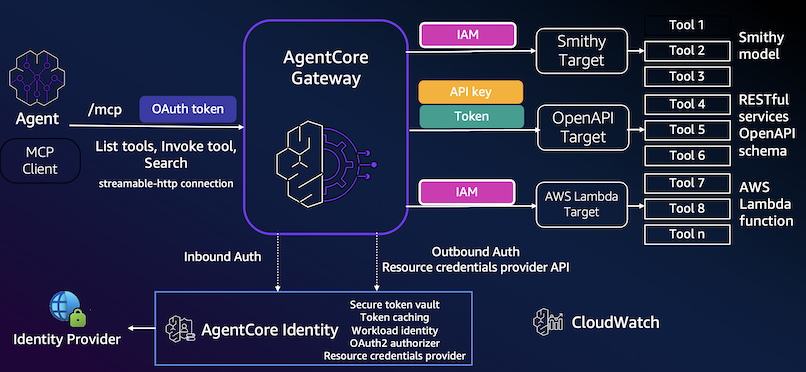 Agent
MCP
Client
/mcp
OAuth token
List tools, Invoke tool,
Search
streamable-http connection
AgentCore
Gateway
IAM
API key
Token
IAM
Smithy
Target
OpenAPI
Target
AWS Lambda
Target
Tool 1
Tool 2
Tool 3
Tool 4
Tool 5
Tool 6
Tool 7
Tool 8
Tool n
Smithy
model
RESTful
services
OpenAPI
schema
AWS
Lambda
function
Inbound Auth
Outbound Auth
Resource credentials provider API
Identity Provider
AgentCore Identity
Secure token vault
Token caching
Workload identity
OAuth2 authorizer
Resource credentials provider
CloudWatch